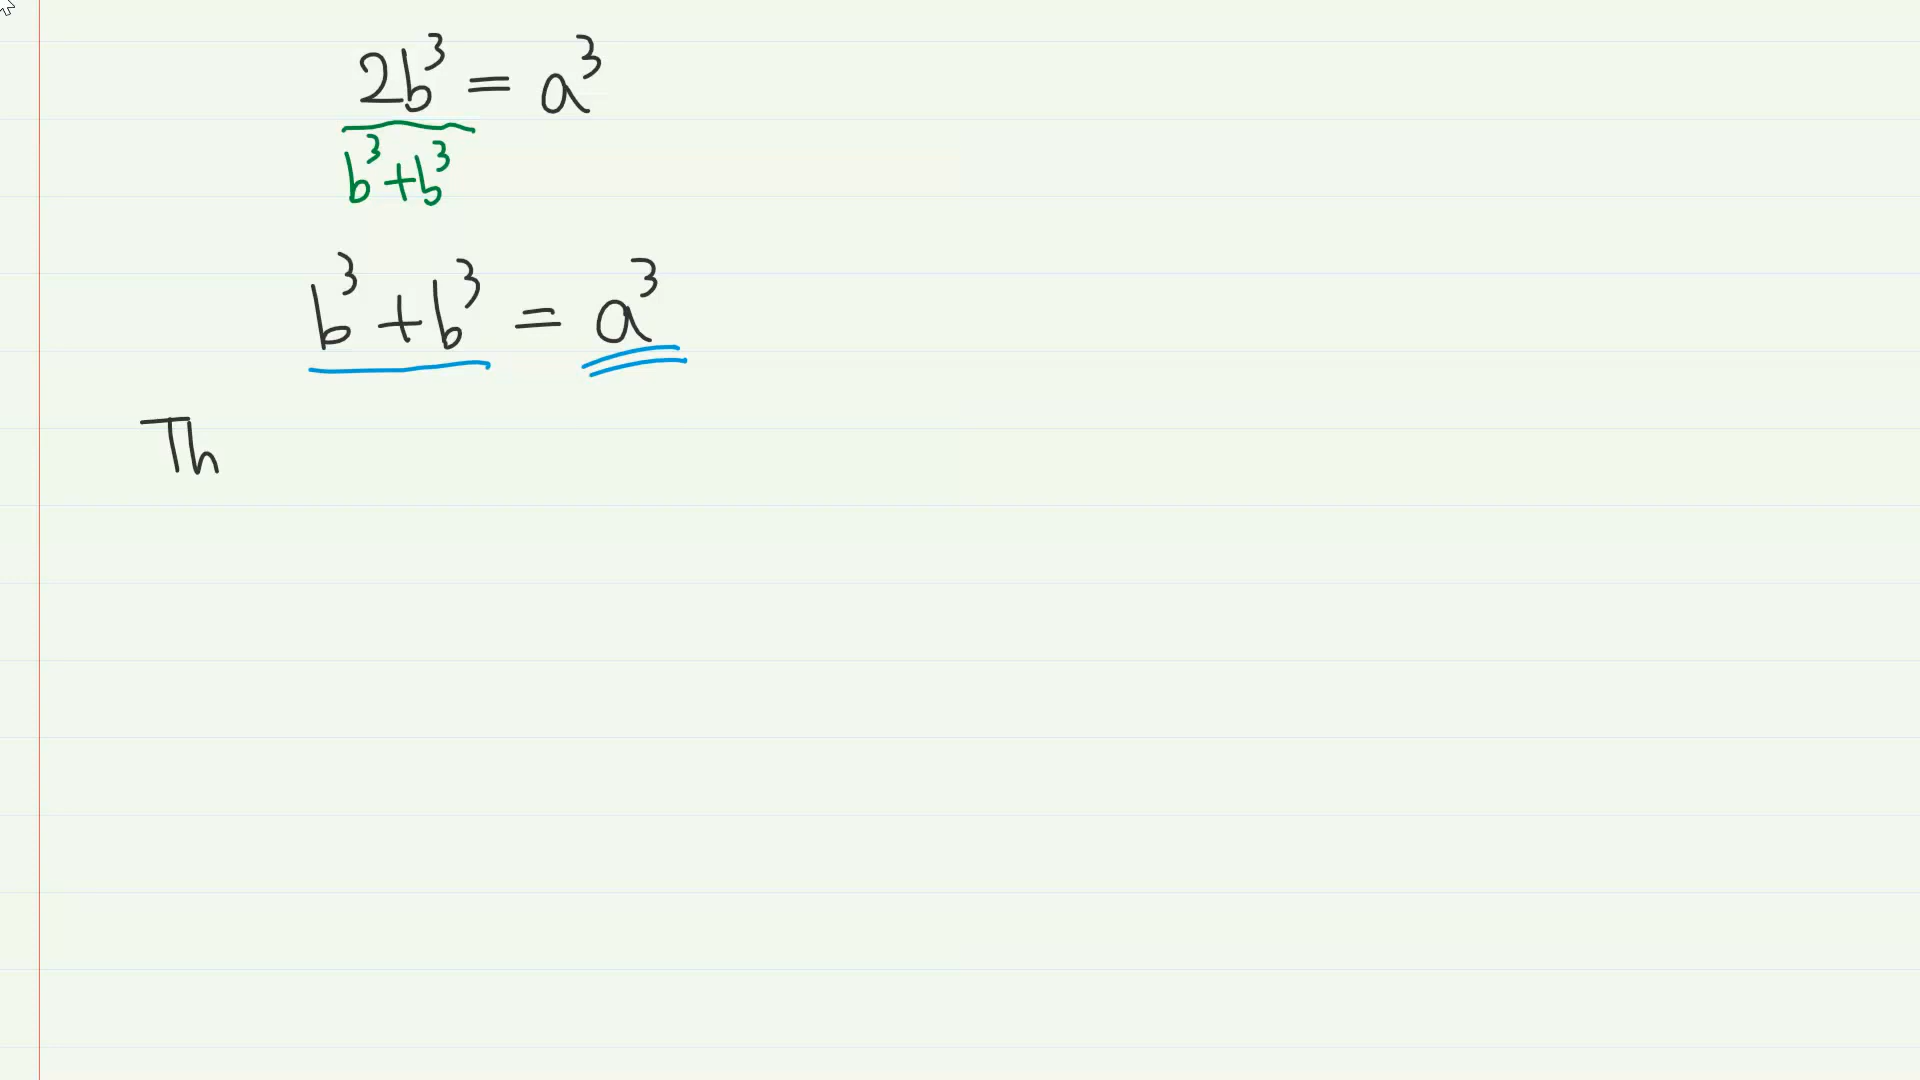 2b³ = a³
b³+b³
b³+b³ = a³
Th